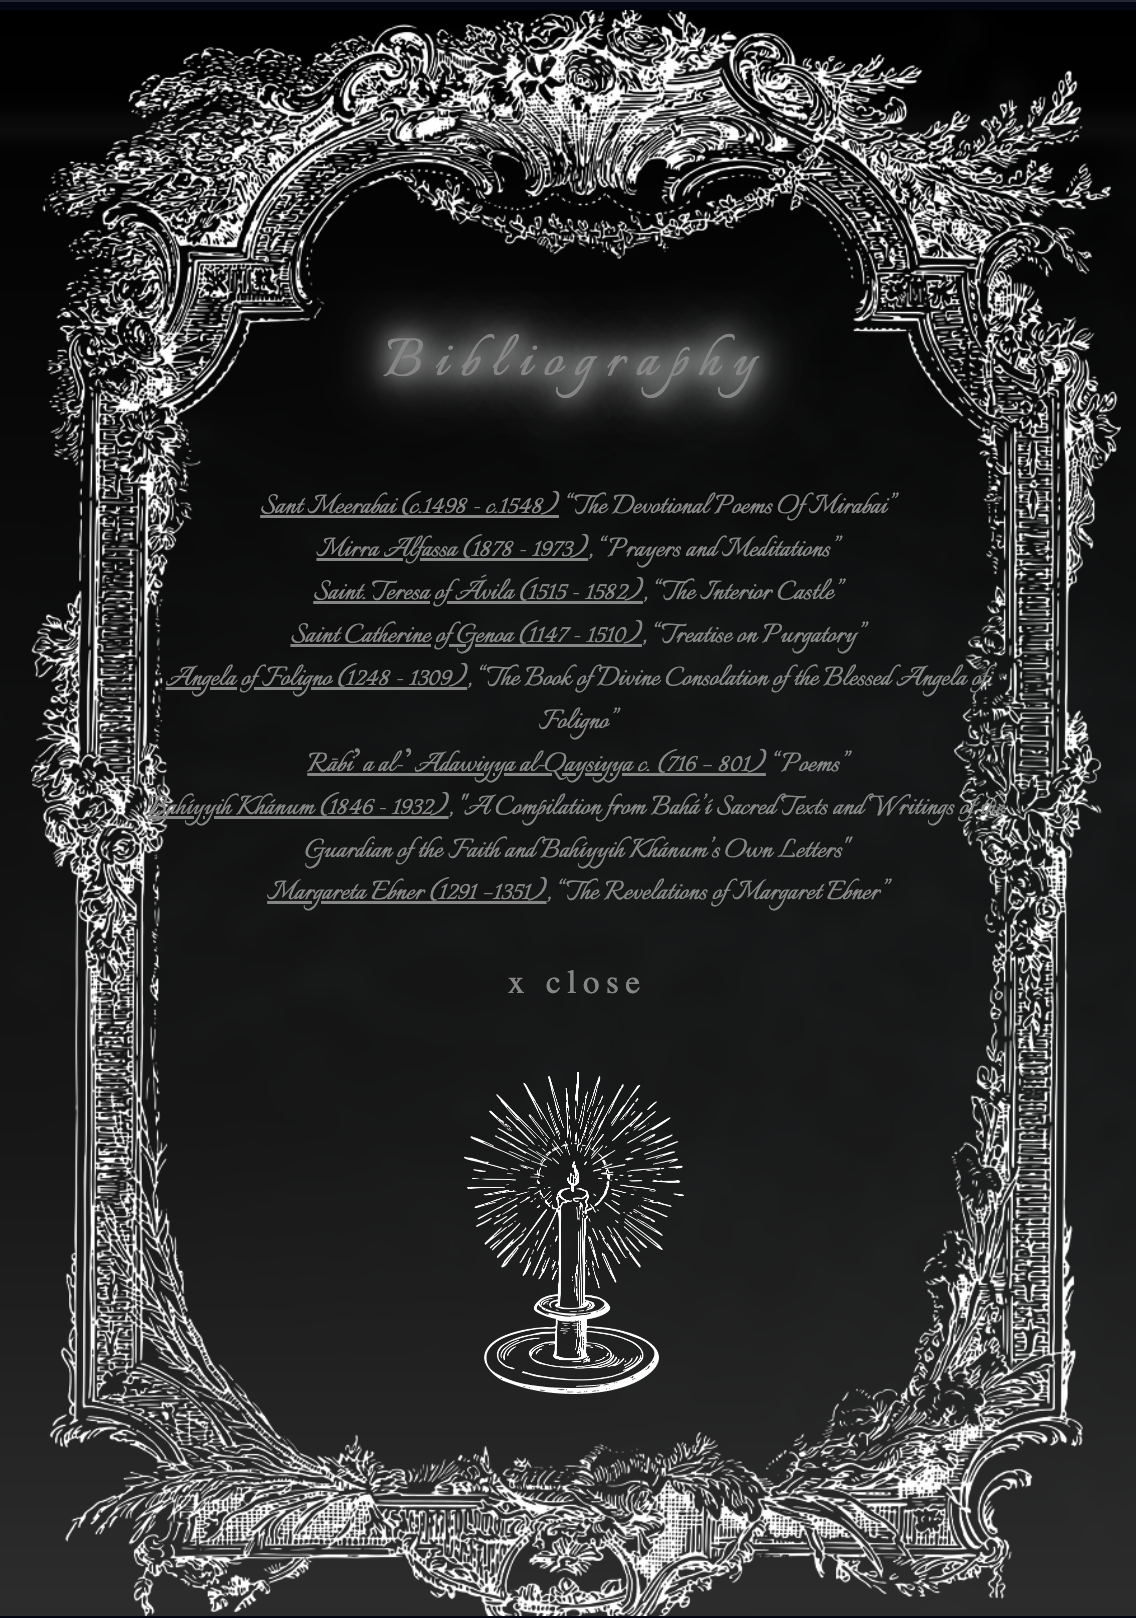 Bibliography
Sant Meerabai (c.1498 - c.1548) “The Devotional Poems Of Mirabai”
Mirra Alfassa (1878 - 1973), “Prayers and Meditations”
Saint. Teresa of Ávila (1515 - 1582), “The Interior Castle”
Saint Catherine of Genoa (1147 - 1510), “Treatise on Purgatory”
Angela of Foligno (1248 - 1309), “The Book of Divine Consolation of the Blessed Angela of
Foligno”
Rābiʼa al-ʼAdawiyya al-Qaysiyya c. (716 – 801) “Poems”
Bahíyyih Khánum (1846 - 1932), "A Compilation from Bahá’í Sacred Texts and Writings of the
Guardian of the Faith and Bahíyyih Khánum’s Own Letters"
Margareta Ebner (1291 –1351), “The Revelations of Margaret Ebner”
x close